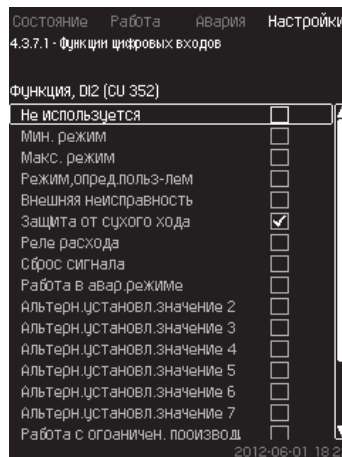 Состояние Работа Авария Настройки
4.3.7.1 - Функции цифровых входов
Функция, DI2 (CU 352)
Не используется
Мин. режим
Макс. режим
Режим,опред.польз-лем
Внешняя неисправность
Защита от сухого хода
Реле расхода
Сброс сигнала
Работа в авар.режиме
Альтерн.установл.значение 2
Альтерн.установл.значение 3
Альтерн.установл.значение 4
Альтерн.установл.значение 5
Альтерн.установл.значение 6
Альтерн.установл.значение 7
Работа с ограничен. производ
2012-06-01 18:2